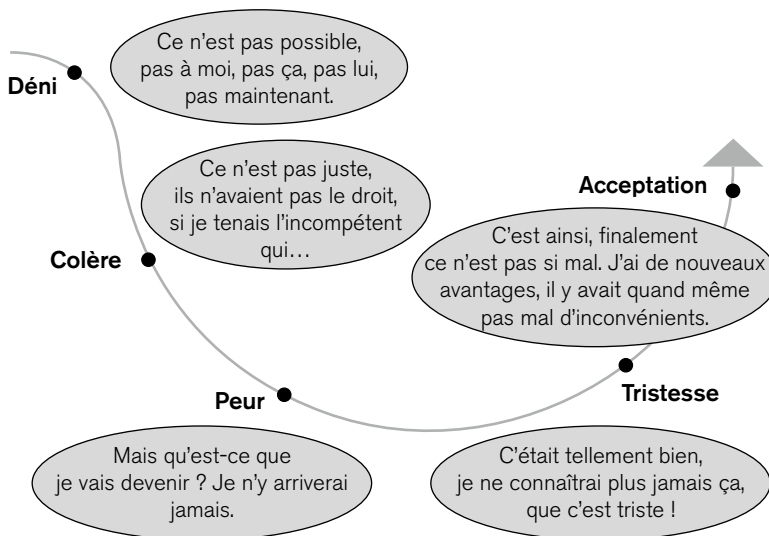 Déni
Ce n'est pas possible,
pas à moi, pas ça, pas lui,
pas maintenant.
Colère
Ce n'est pas juste,
ils n'avaient pas le droit,
si je tenais l'incompétent
qui…
Peur
Mais qu'est-ce que
je vais devenir ? Je n'y arriverai
jamais.
Tristesse
C'était tellement bien,
je ne connaîtrai plus jamais ça,
que c'est triste !
Acceptation
C'est ainsi, finalement
ce n'est pas si mal. J'ai de nouveaux
avantages, il y avait quand même
pas mal d'inconvénients.